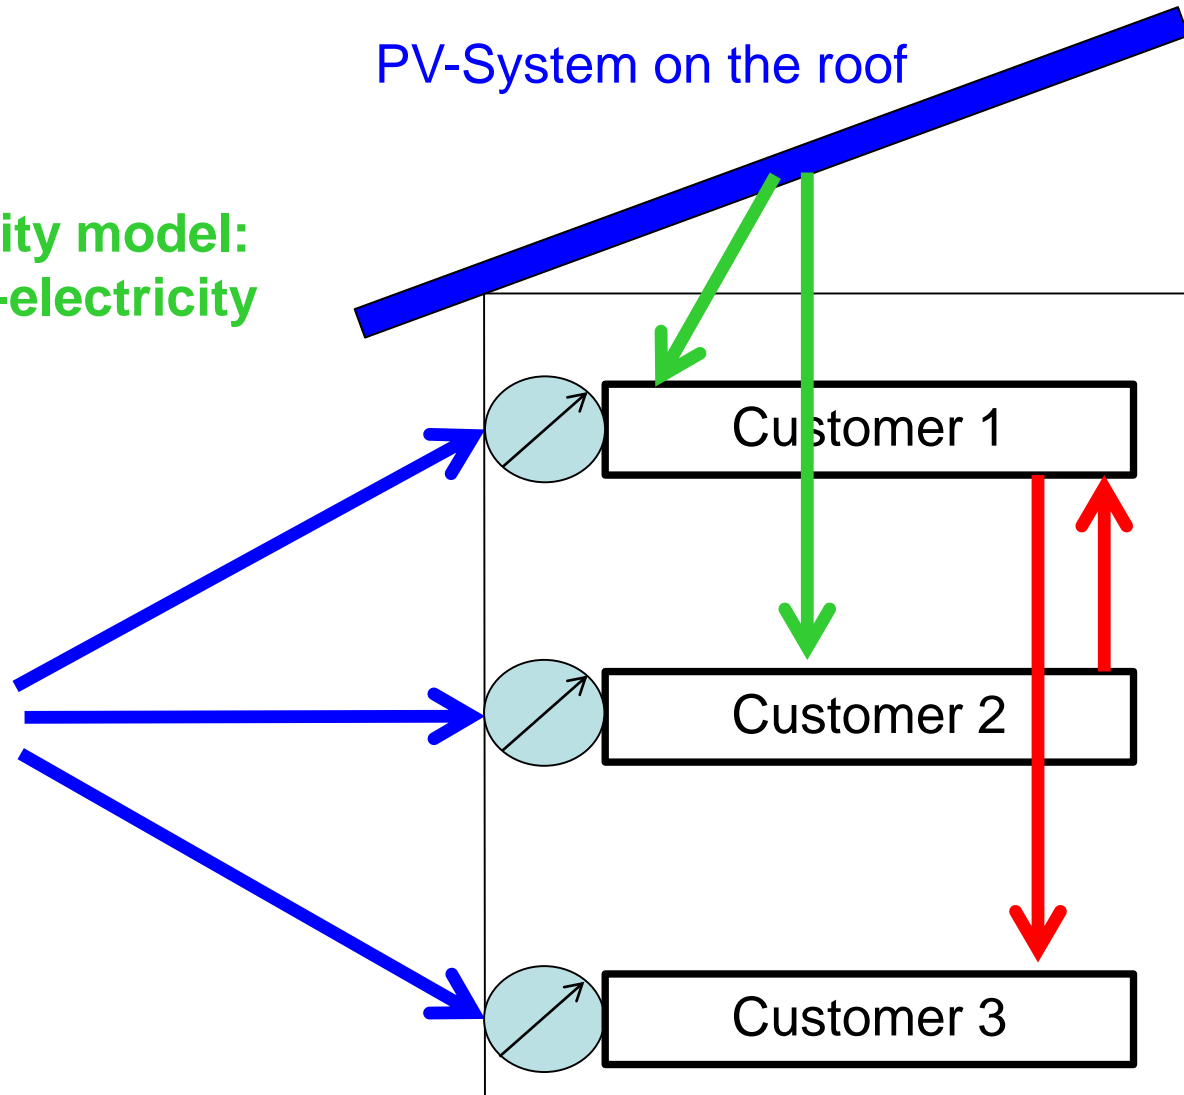 PV-System on the roof
ity model:
-electricity
Customer 1
Customer 2
Customer 3